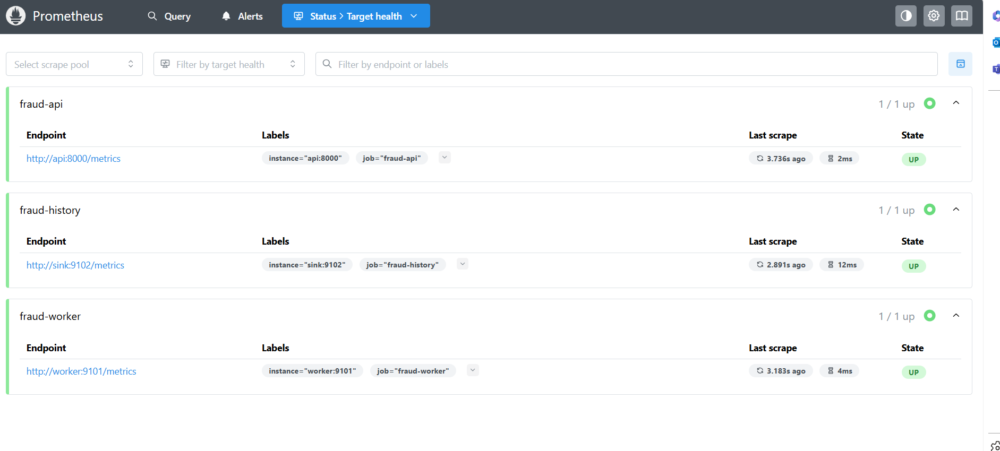 Prometheus Query Alerts Status > Target health
Select scrape pool Filter by target health Filter by endpoint or labels
fraud-api 1 / 1 up
Endpoint Labels Last scrape State
http://api:8000/metrics instance="api:8000" job="fraud-api" 3.736s ago 2ms UP
fraud-history 1 / 1 up
Endpoint Labels Last scrape State
http://sink:9102/metrics instance="sink:9102" job="fraud-history" 2.891s ago 12ms UP
fraud-worker 1 / 1 up
Endpoint Labels Last scrape State
http://worker:9101/metrics instance="worker:9101" job="fraud-worker" 3.183s ago 4ms UP